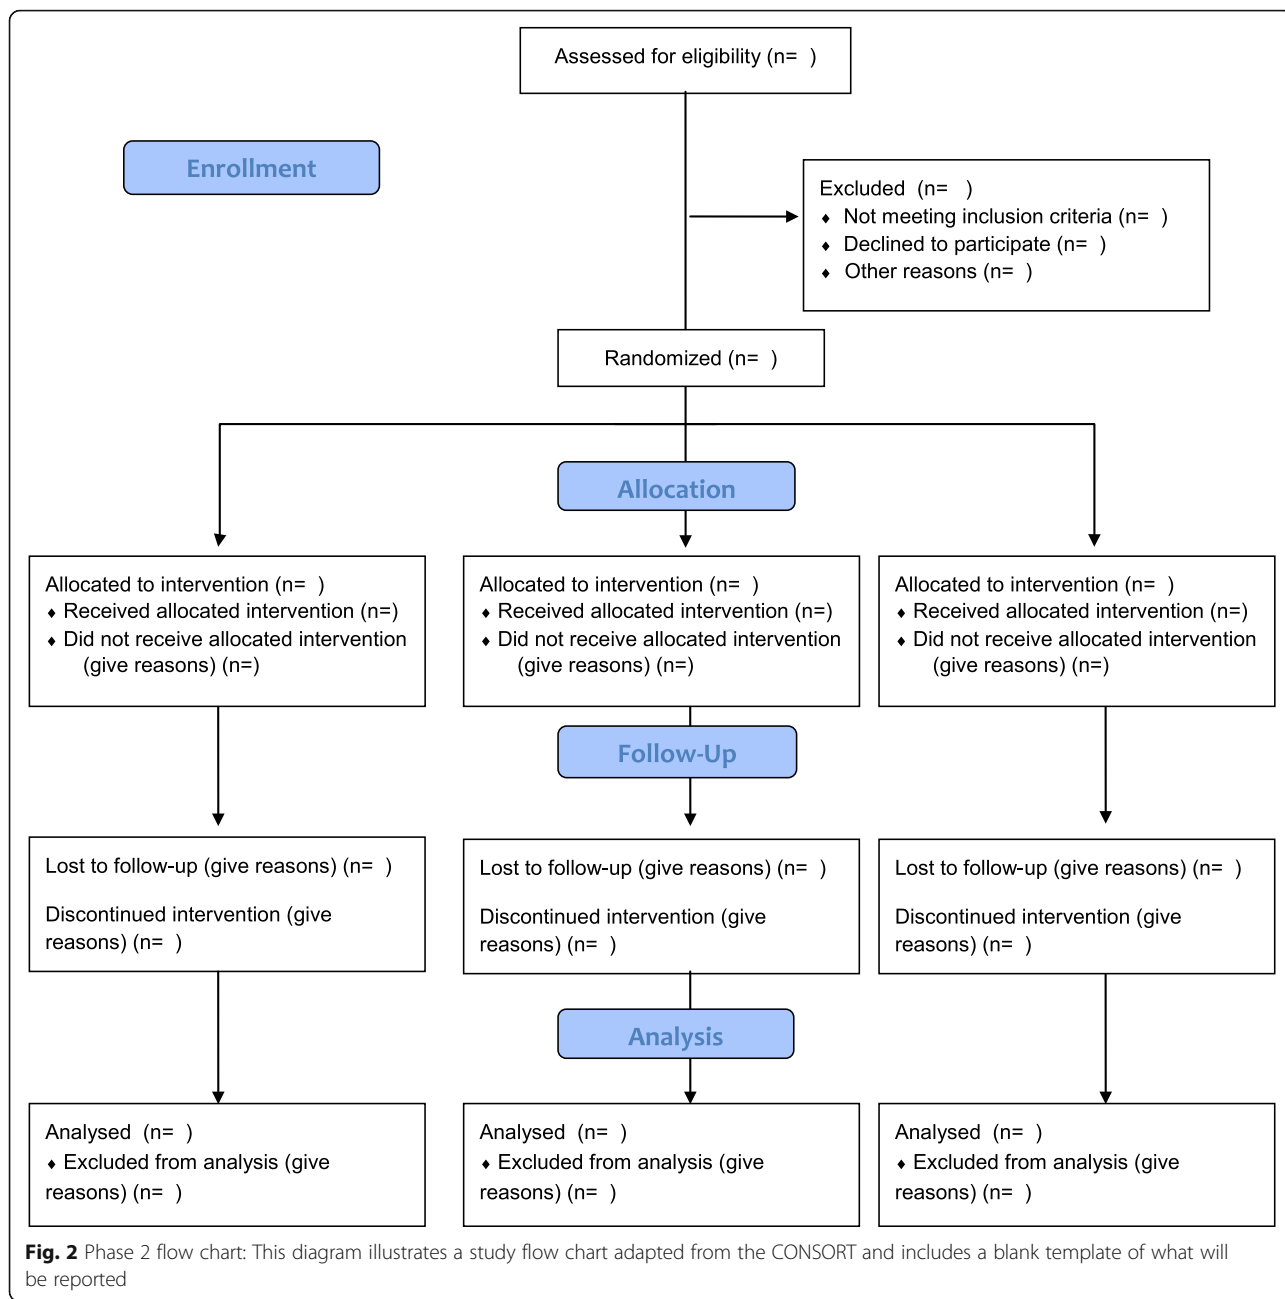 Assessed for eligibility (n=  )
Enrollment
Excluded  (n=   )
♦ Not meeting inclusion criteria (n=  )
♦ Declined to participate (n=  )
♦ Other reasons (n=  )
Randomized (n=  )
Allocation
Allocated to intervention (n=  )
♦ Received allocated intervention (n=)
♦ Did not receive allocated intervention
(give reasons) (n=)
Allocated to intervention (n=  )
♦ Received allocated intervention (n=)
♦ Did not receive allocated intervention
(give reasons) (n=)
Allocated to intervention (n=  )
♦ Received allocated intervention (n=)
♦ Did not receive allocated intervention
(give reasons) (n=)
Follow-Up
Lost to follow-up (give reasons) (n=  )
Discontinued intervention (give
reasons) (n=  )
Lost to follow-up (give reasons) (n=  )
Discontinued intervention (give
reasons) (n=  )
Lost to follow-up (give reasons) (n=  )
Discontinued intervention (give
reasons) (n=  )
Analysis
Analysed  (n=  )
♦ Excluded from analysis (give
reasons) (n=  )
Analysed  (n=  )
♦ Excluded from analysis (give
reasons) (n=  )
Analysed  (n=  )
♦ Excluded from analysis (give
reasons) (n=  )
Fig. 2 Phase 2 flow chart: This diagram illustrates a study flow chart adapted from the CONSORT and includes a blank template of what will
be reported